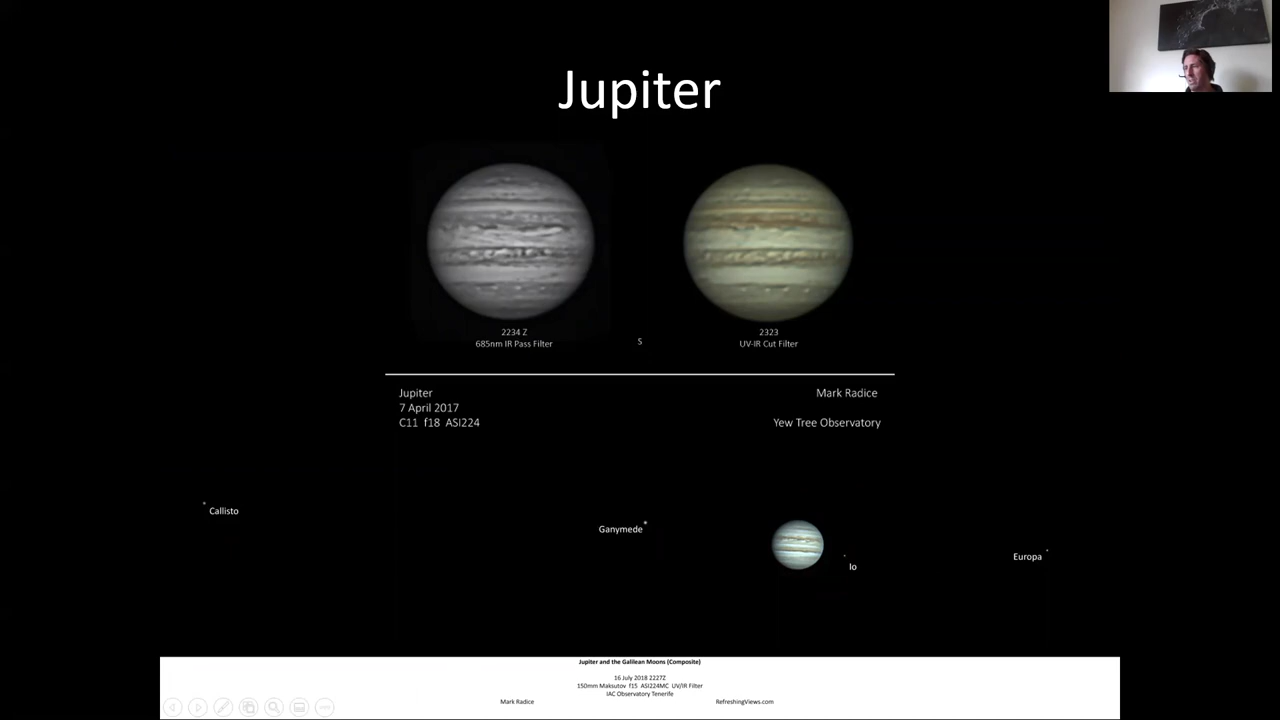 Jupiter
2234 Z
685nm IR Pass Filter
S
2323
UV-IR Cut Filter
Jupiter
7 April 2017
C11 f18 ASI224
Mark Radice
Yew Tree Observatory
Callisto
Ganymede
Io
Europa
Jupiter and the Galilean Moons (Composite)
16 July 2018 2227Z
150mm Maksutov f15 ASI224MC UV/IR Filter
IAC Observatory Tenerife
Mark Radice
RefreshingViews.com